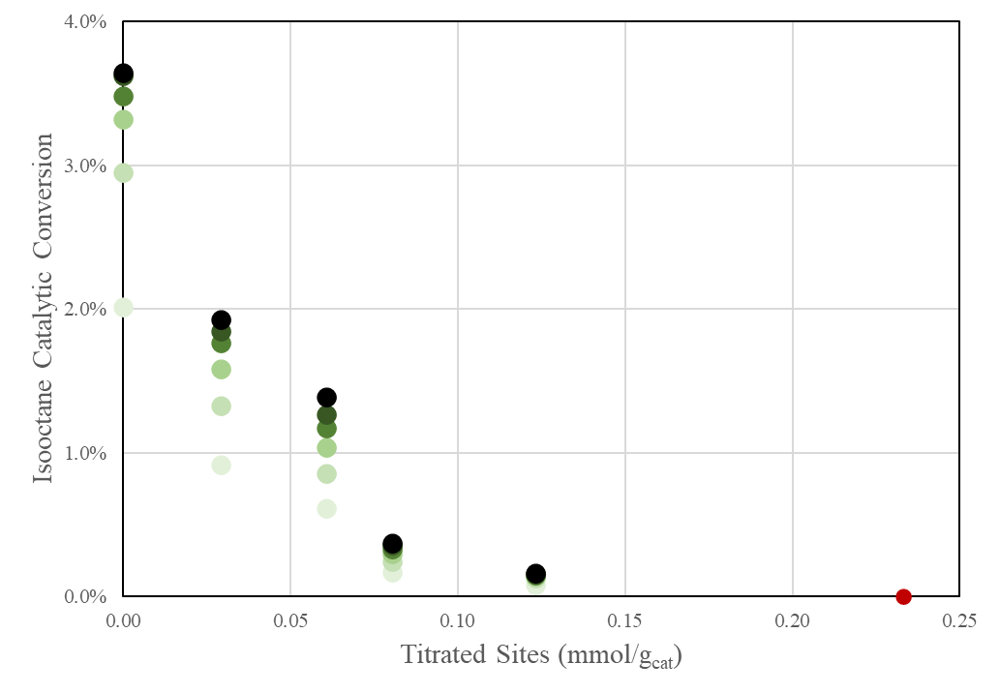 4.0%
3.0%
2.0%
1.0%
0.0%
Isooctane Catalytic Conversion
0.00 0.05 0.10 0.15 0.20 0.25
Titrated Sites (mmol/gcat)